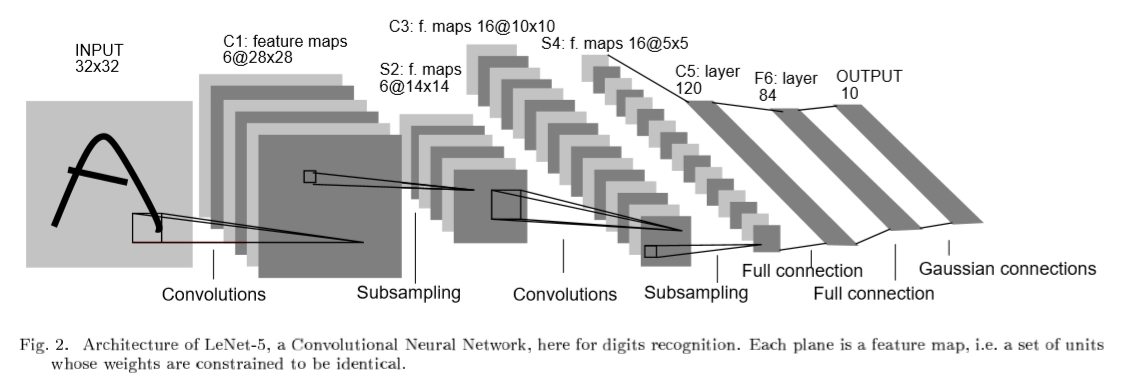 INPUT
32x32
C1: feature maps
6@28x28
S2: f. maps
6@14x14
C3: f. maps 16@10x10
S4: f. maps 16@5x5
C5: layer
120
F6: layer
84
OUTPUT
10
Convolutions
Subsampling
Convolutions
Subsampling
Full connection
Full connection
Gaussian connections
Fig. 2. Architecture of LeNet-5, a Convolutional Neural Network, here for digits recognition. Each plane is a feature map, i.e. a set of units
whose weights are constrained to be identical.